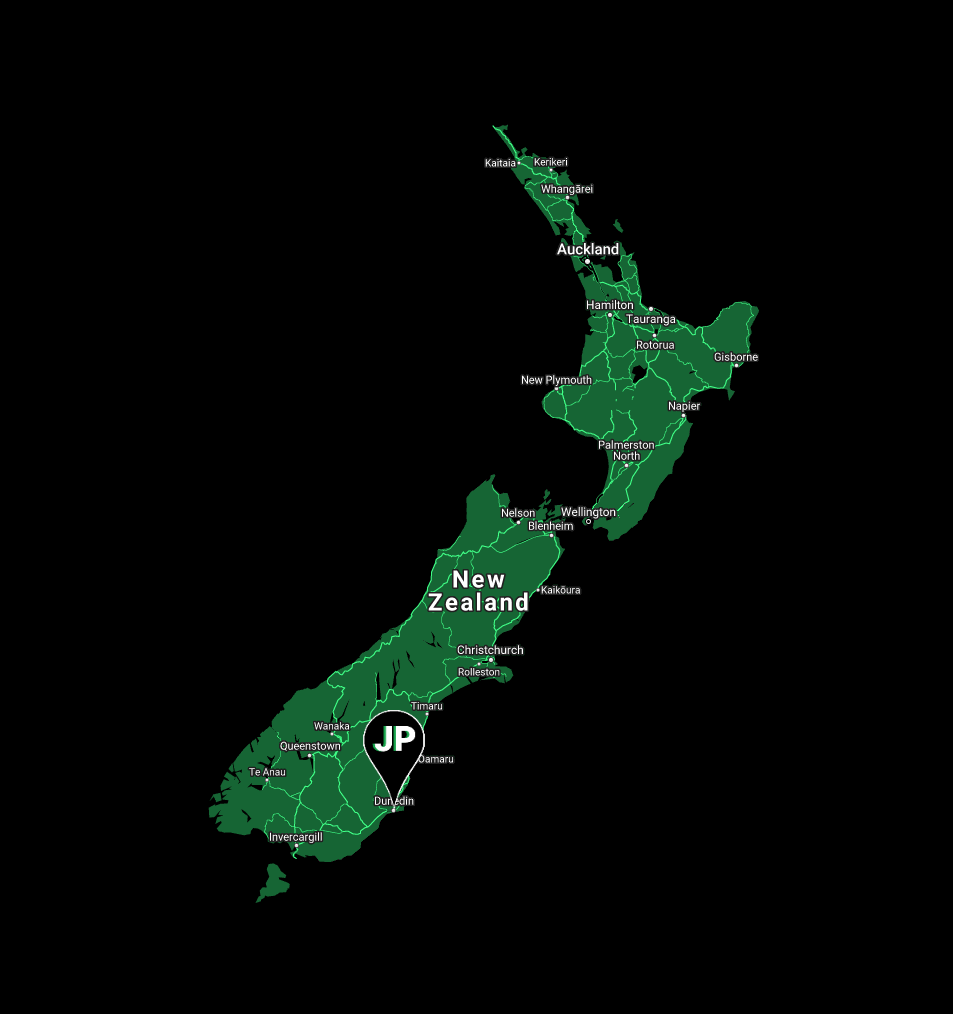 Kaitaia
Kerikeri
Whangārei
Auckland
Hamilton
Tauranga
Rotorua
Gisborne
New Plymouth
Napier
Palmerston
North
Nelson
Wellington
Blenheim
New
Zealand
Kaikōura
Christchurch
Rolleston
Timaru
Wanaka
JP
Queenstown
Oamaru
Te Anau
Dunedin
Invercargill